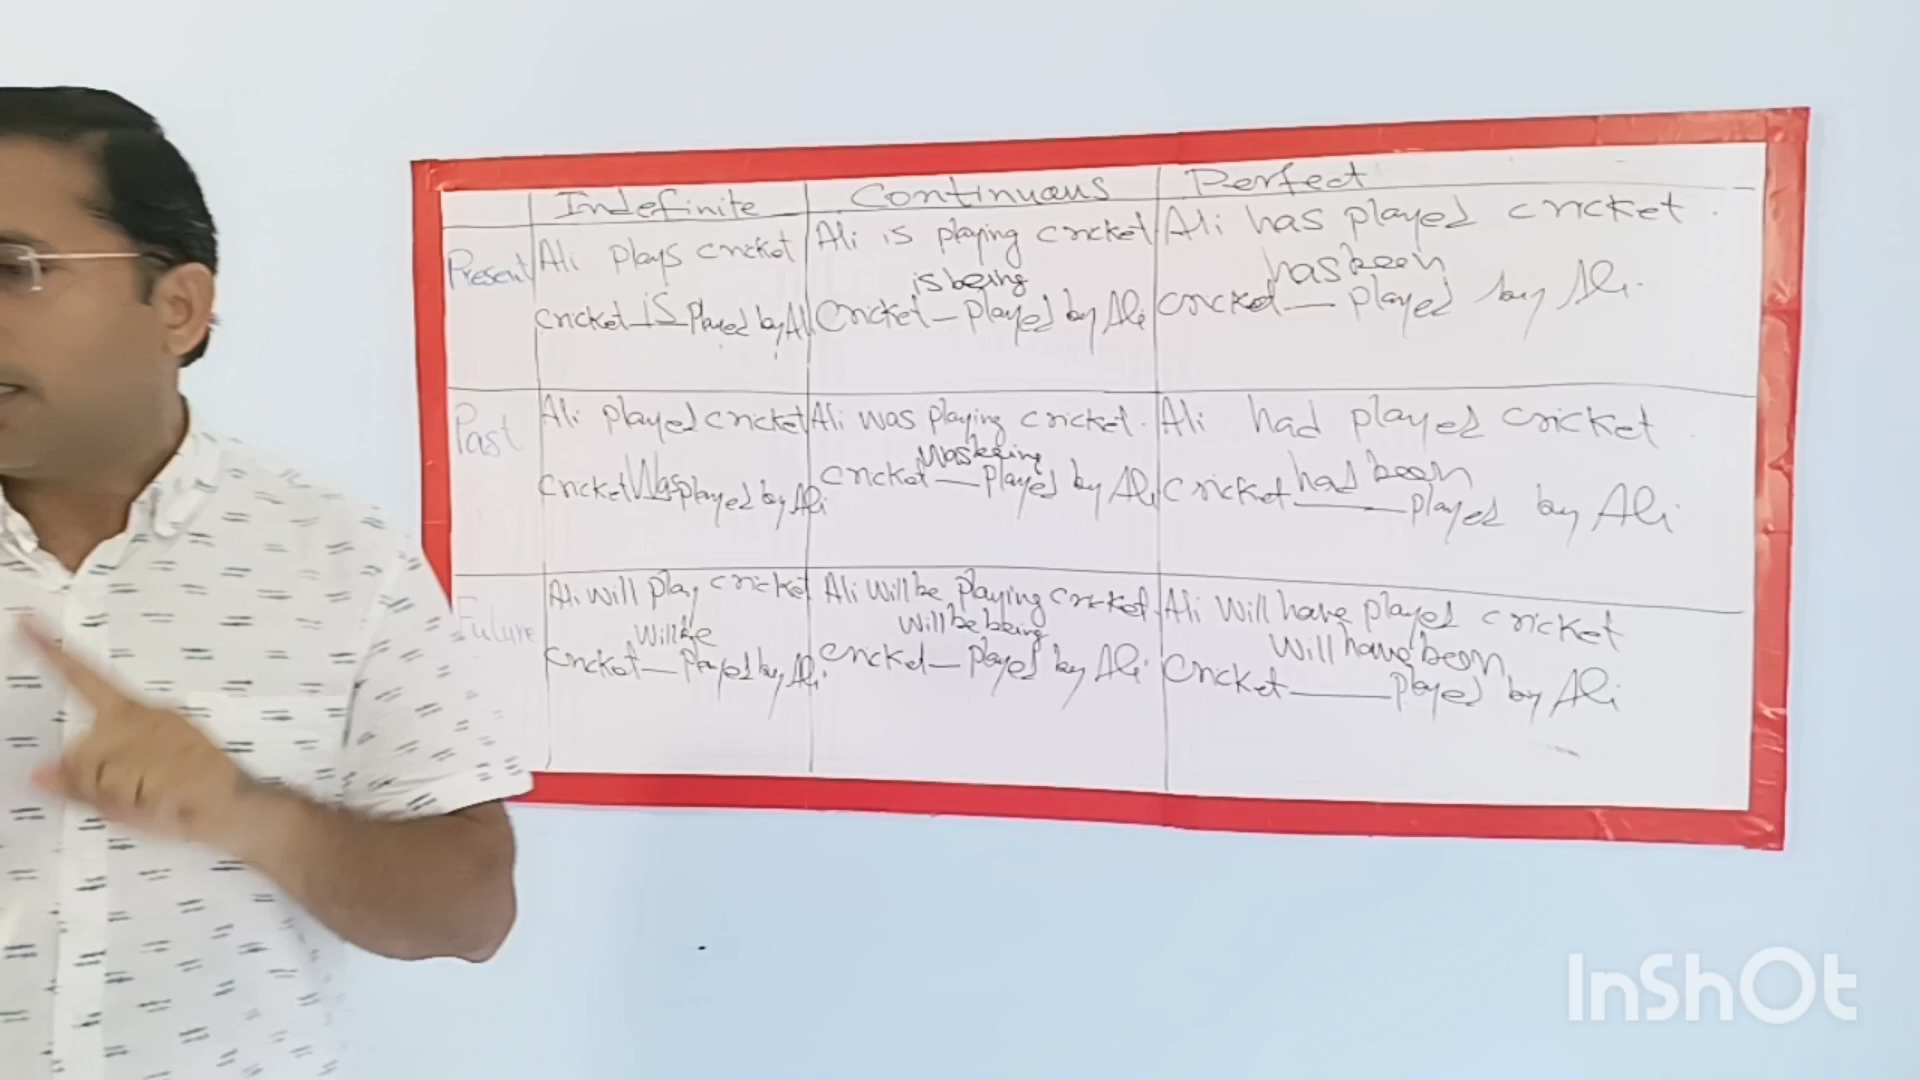 Indefinite Continuous Perfect
Present
Ali plays cricket
cricket is played by Ali
Ali is playing cricket
is being
Cricket — played by Ali
Ali has played cricket.
has been
cricket — played by Ali.
Past
Ali played cricket
cricket Was played by Ali
Ali was playing cricket.
Was being
cricket — played by Ali
Ali had played cricket
had been
cricket — played by Ali
Future
Ali will play cricket
Will be
cricket — played by Ali
Ali will be playing cricket.
Will be being
cricket — played by Ali
Ali Will have played cricket
Will have been
Cricket — played by Ali
InShOt